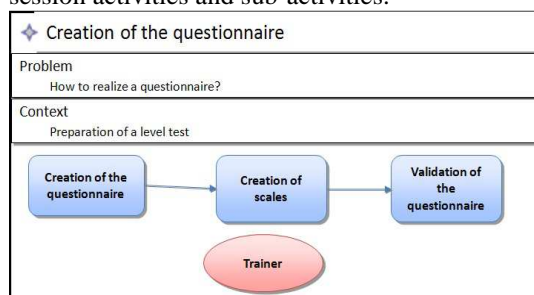 session activities and sub-activities.
Creation of the questionnaire
Problem
How to realize a questionnaire?
Context
Preparation of a level test
Creation of the
questionnaire
Creation of
scales
Validation of
the
questionnaire
Trainer